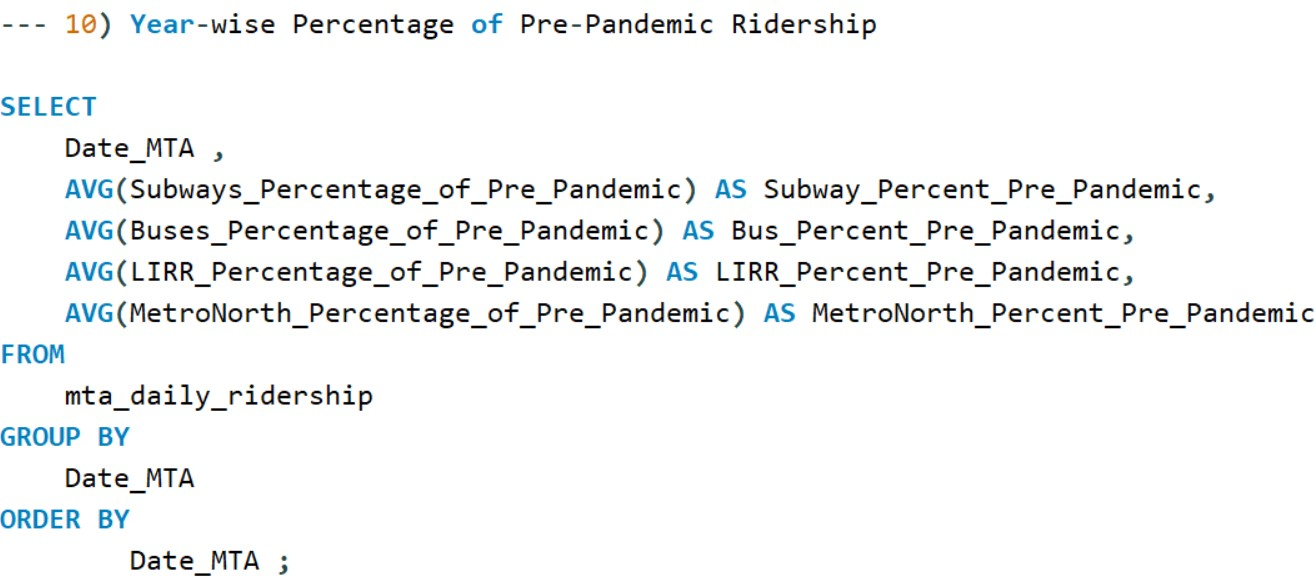 --- 10) Year-wise Percentage of Pre-Pandemic Ridership
SELECT
Date_MTA ,
AVG(Subways_Percentage_of_Pre_Pandemic) AS Subway_Percent_Pre_Pandemic,
AVG(Buses_Percentage_of_Pre_Pandemic) AS Bus_Percent_Pre_Pandemic,
AVG(LIRR_Percentage_of_Pre_Pandemic) AS LIRR_Percent_Pre_Pandemic,
AVG(MetroNorth_Percentage_of_Pre_Pandemic) AS MetroNorth_Percent_Pre_Pandemic
FROM
mta_daily_ridership
GROUP BY
Date_MTA
ORDER BY
Date_MTA ;